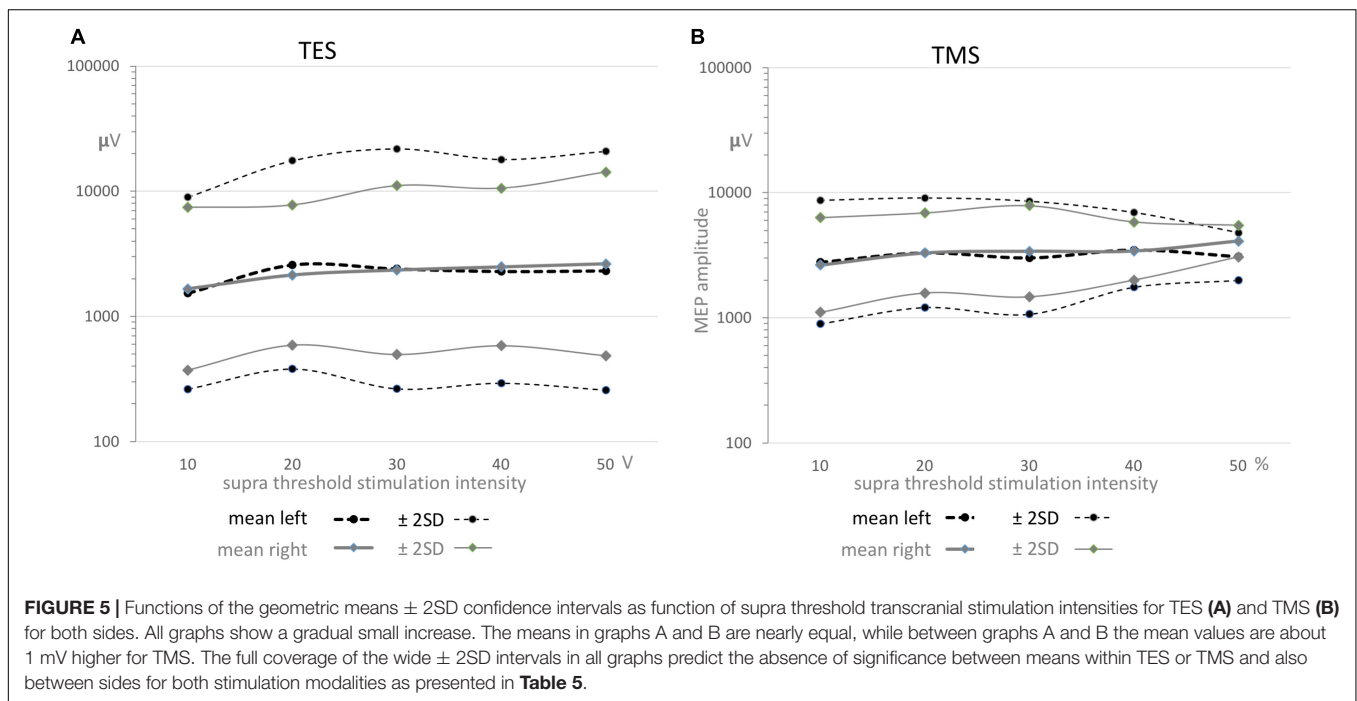 A
TES
100000
µV
10000
1000
100
10 20 30 40 50 V
supra threshold stimulation intensity
mean left ± 2SD
mean right ± 2SD
B
TMS
100000
µV
10000
MEP amplitude
1000
100
10 20 30 40 50 %
supra threshold stimulation intensity
mean left ± 2SD
mean right ± 2SD
FIGURE 5 | Functions of the geometric means ± 2SD confidence intervals as function of supra threshold transcranial stimulation intensities for TES (A) and TMS (B)
for both sides. All graphs show a gradual small increase. The means in graphs A and B are nearly equal, while between graphs A and B the mean values are about
1 mV higher for TMS. The full coverage of the wide ± 2SD intervals in all graphs predict the absence of significance between means within TES or TMS and also
between sides for both stimulation modalities as presented in Table 5.